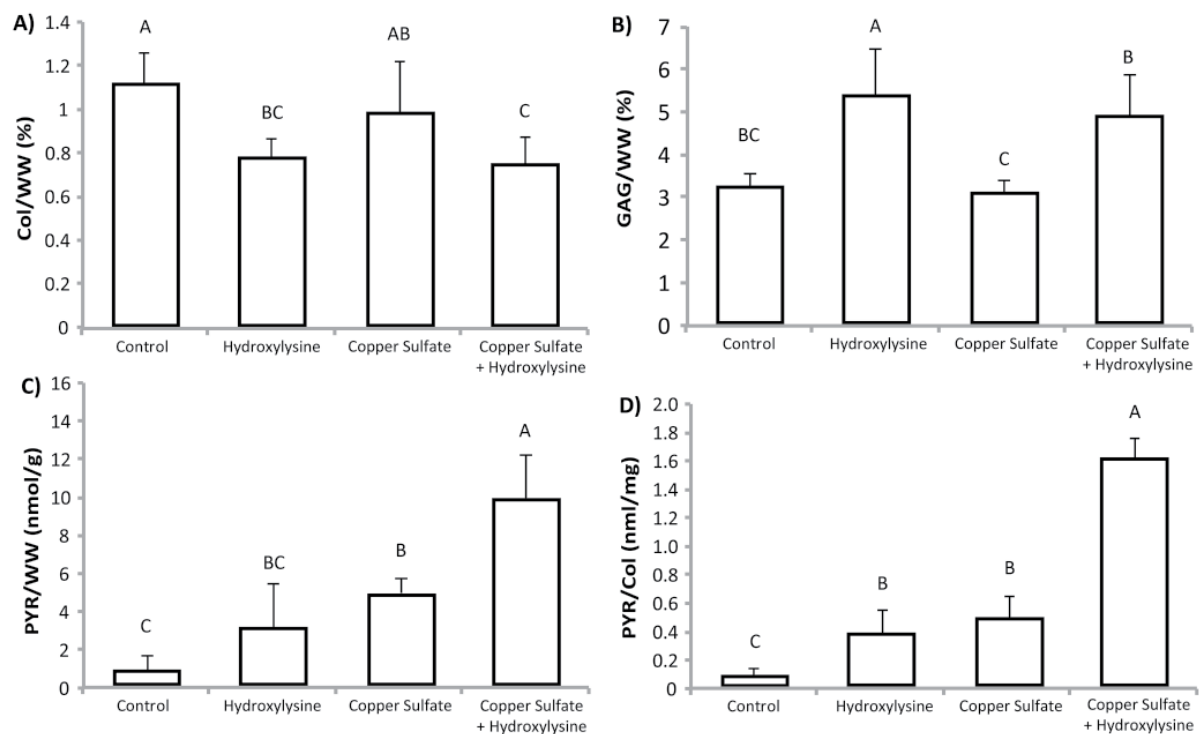 A)
Col/WW (%)
1.4
1.2
1
0.8
0.6
0.4
0.2
0
A
BC
AB
C
Control
Hydroxylysine
Copper Sulfate
Copper Sulfate
+ Hydroxylysine
B)
GAG/WW (%)
7
6
5
4
3
2
1
0
BC
A
C
B
Control
Hydroxylysine
Copper Sulfate
Copper Sulfate
+ Hydroxylysine
C)
PYR/WW (nmol/g)
16
14
12
10
8
6
4
2
0
C
BC
B
A
Control
Hydroxylysine
Copper Sulfate
Copper Sulfate
+ Hydroxylysine
D)
PYR/Col (nml/mg)
2.0
1.8
1.6
1.4
1.2
1.0
0.8
0.6
0.4
0.2
0
C
B
B
A
Control
Hydroxylysine
Copper Sulfate
Copper Sulfate
+ Hydroxylysine